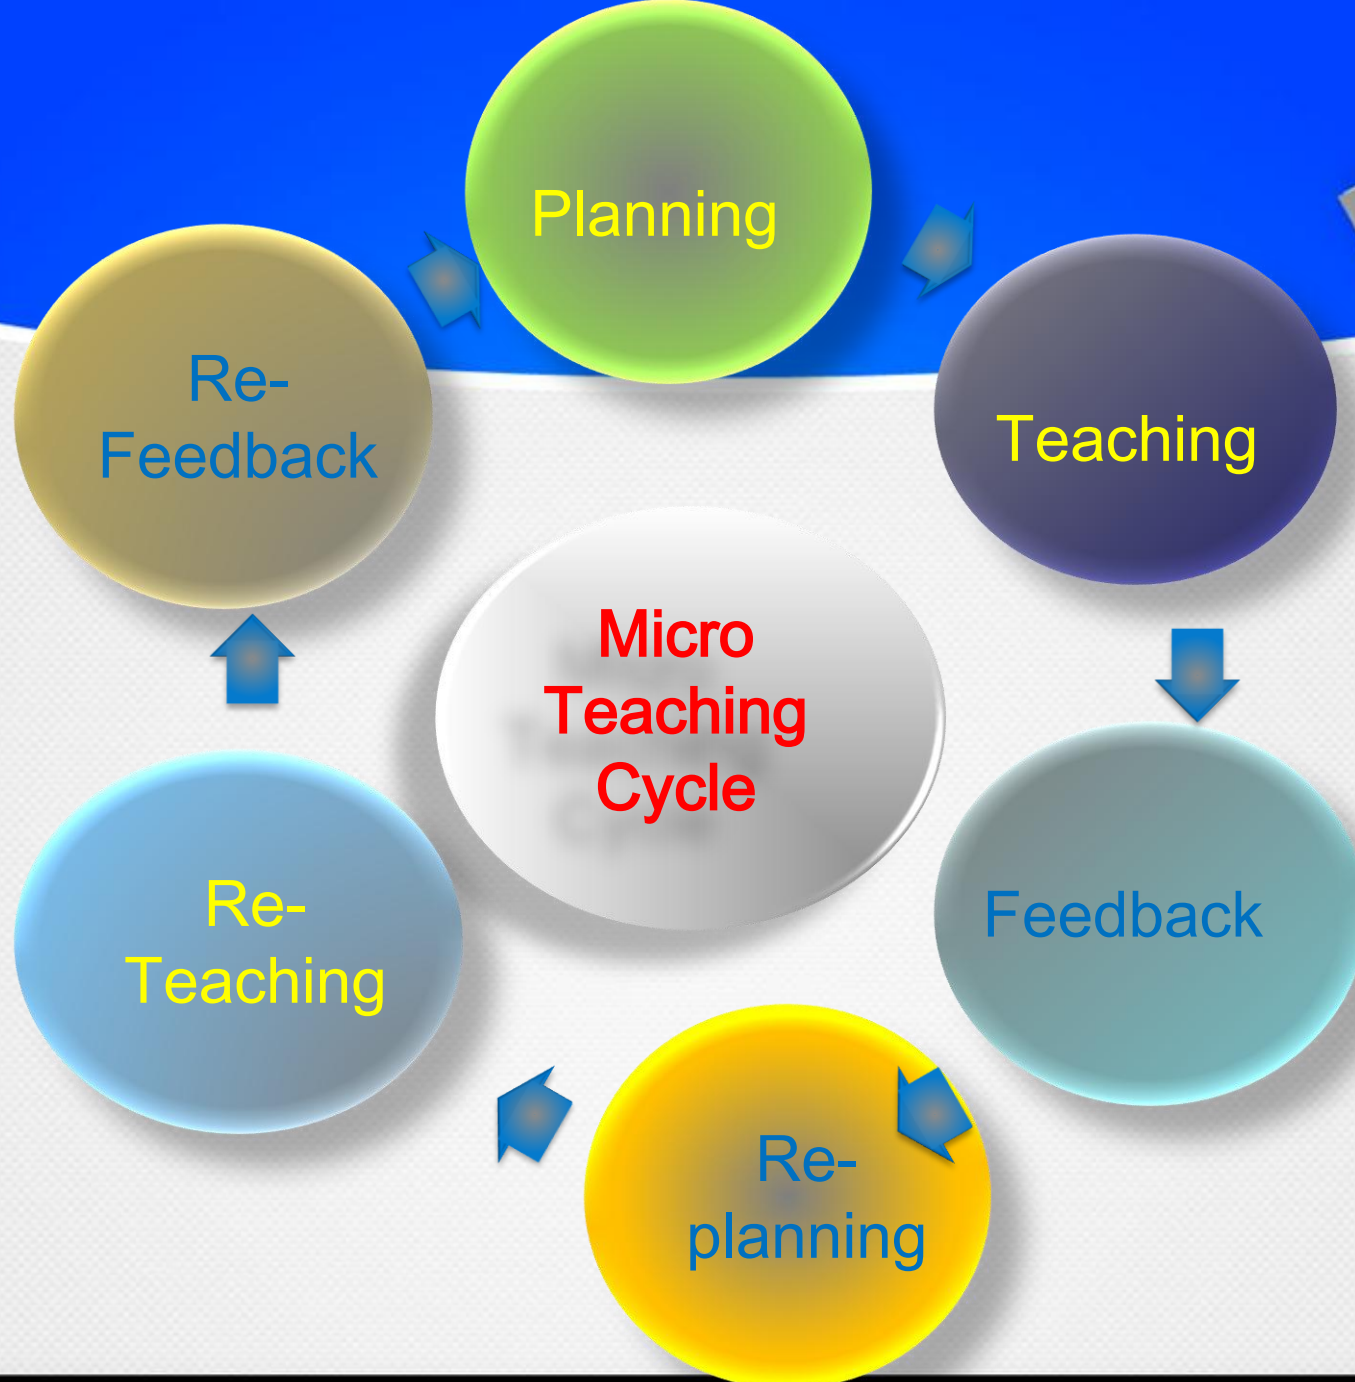 Planning
Teaching
Feedback
Re-
planning
Re-
Teaching
Re-
Feedback
Micro
Teaching
Cycle